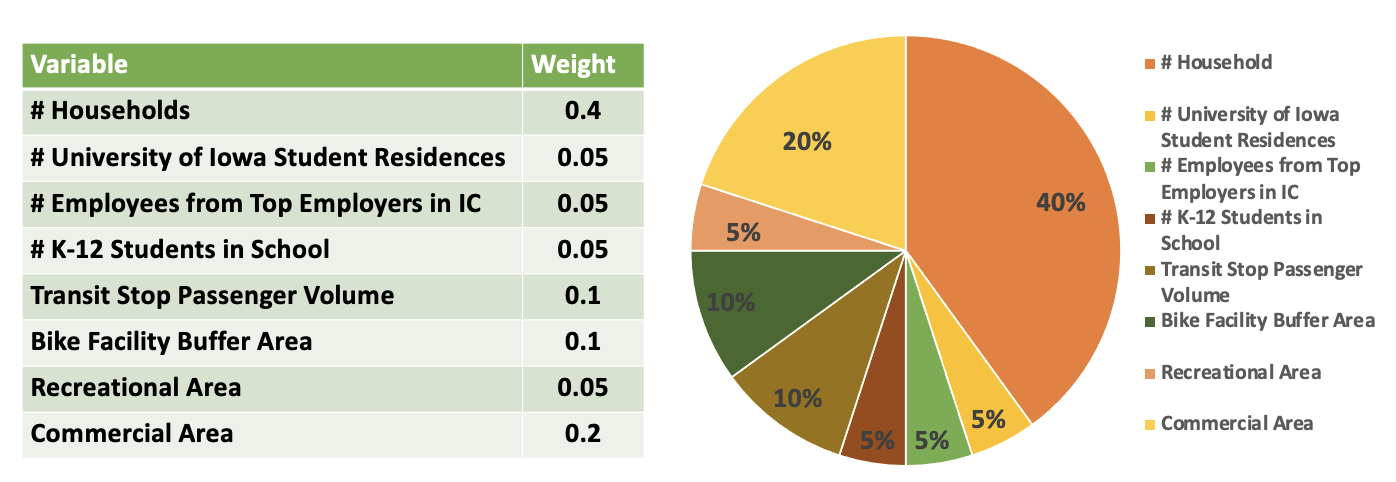 Variable Weight
# Households 0.4
# University of Iowa Student Residences 0.05
# Employees from Top Employers in IC 0.05
# K-12 Students in School 0.05
Transit Stop Passenger Volume 0.1
Bike Facility Buffer Area 0.1
Recreational Area 0.05
Commercial Area 0.2
20%
40%
5%
10%
10%
5%
5%
5%
# Household
# University of Iowa
Student Residences
# Employees from Top
Employers in IC
# K-12 Students in
School
Transit Stop Passenger
Volume
Bike Facility Buffer Area
Recreational Area
Commercial Area